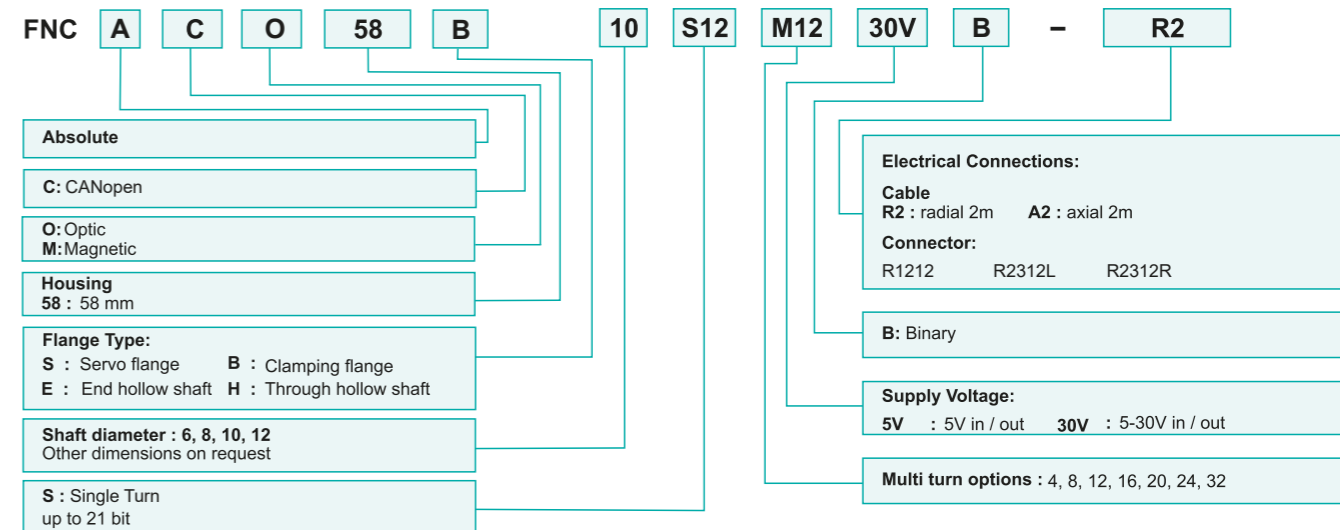 FNC A C O 58 B 10 S12 M12 30V B – R2
Absolute
C: CANopen
O: Optic
M: Magnetic
Housing
58 : 58 mm
Flange Type:
S : Servo flange B : Clamping flange
E : End hollow shaft H : Through hollow shaft
Shaft diameter : 6, 8, 10, 12
Other dimensions on request
S : Single Turn
up to 21 bit
Electrical Connections:
Cable
R2 : radial 2m A2 : axial 2m
Connector:
R1212 R2312L R2312R
B: Binary
Supply Voltage:
5V : 5V in / out 30V : 5-30V in / out
Multi turn options : 4, 8, 12, 16, 20, 24, 32